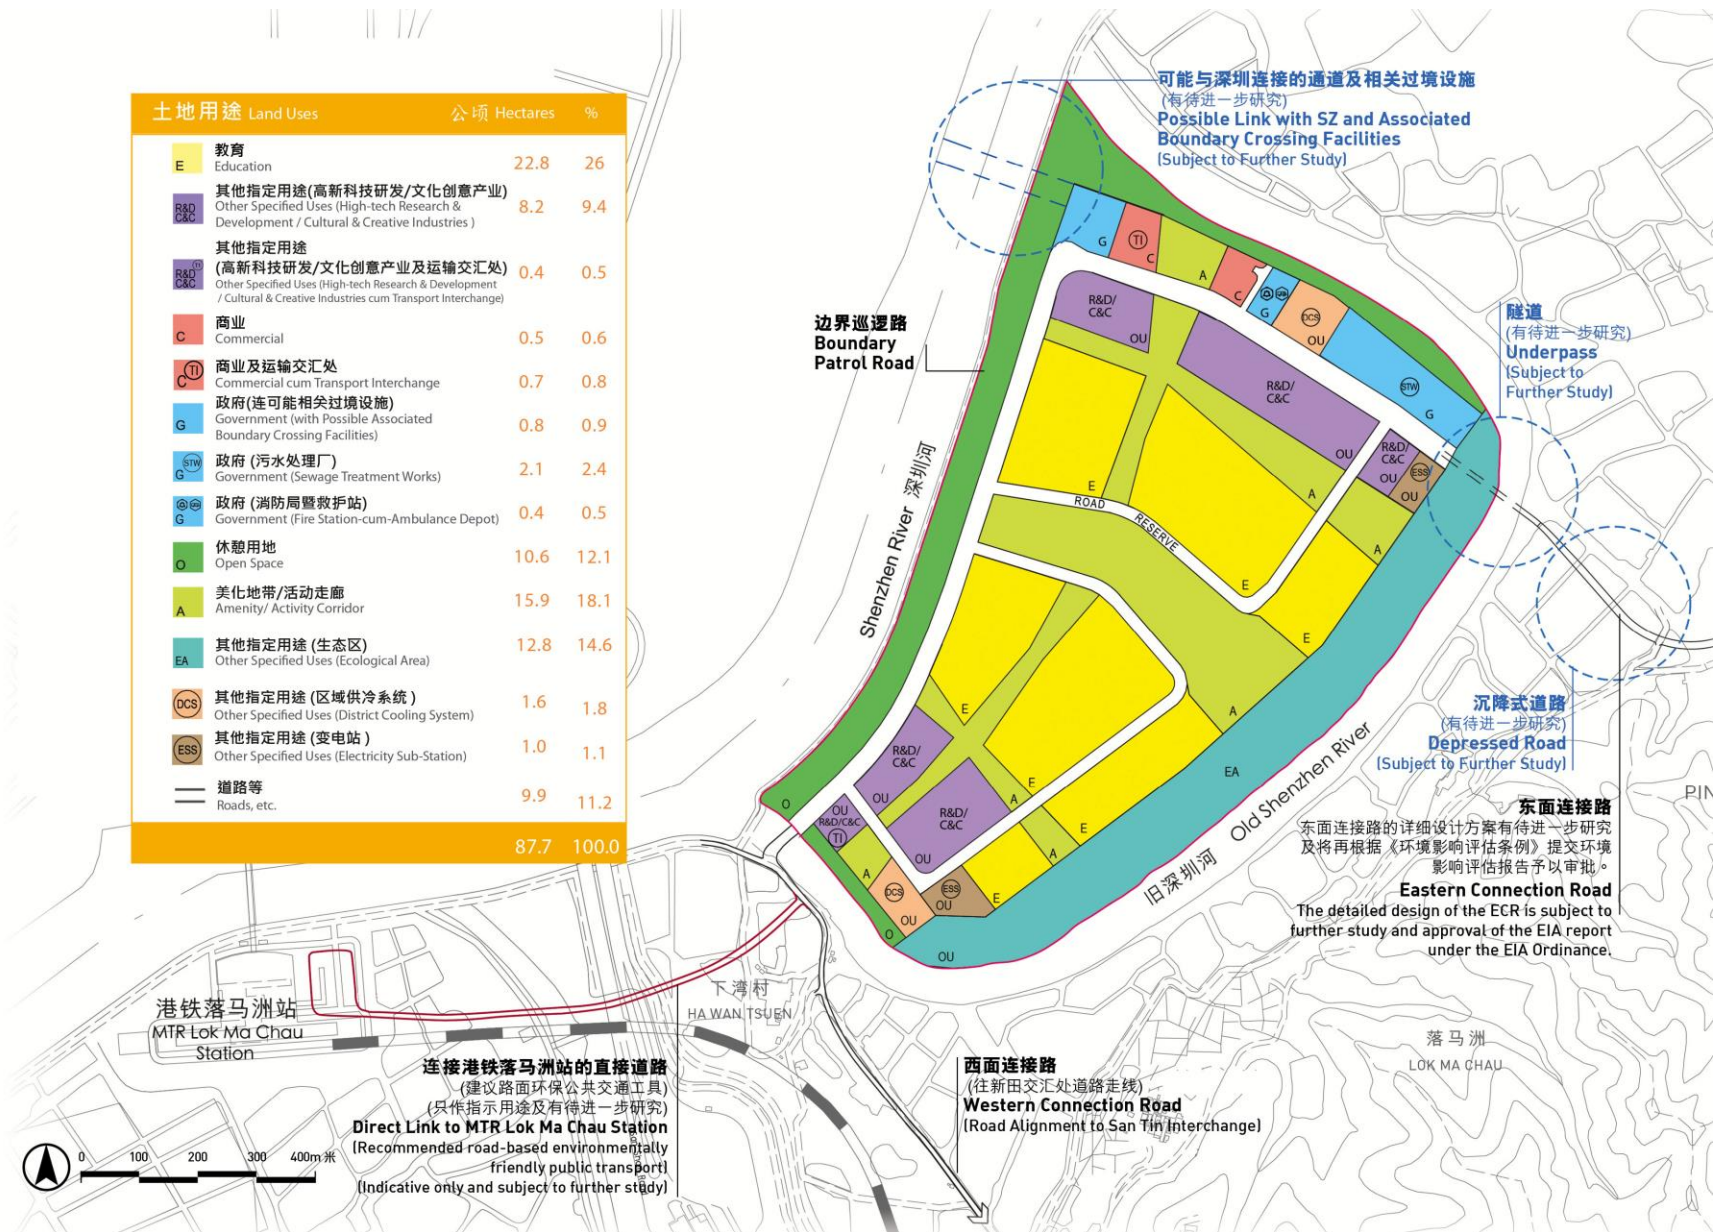 土地用途 Land Uses 公顷 Hectares %
E 教育
Education 22.8 26
R&D C&C 其他指定用途(高新科技研发/文化创意产业)
Other Specified Uses (High-tech Research &
Development / Cultural & Creative Industries ) 8.2 9.4
R&D C&C TI 其他指定用途
(高新科技研发/文化创意产业及运输交汇处)
Other Specified Uses (High-tech Research & Development
/ Cultural & Creative Industries cum Transport Interchange) 0.4 0.5
C 商业
Commercial 0.5 0.6
C TI 商业及运输交汇处
Commercial cum Transport Interchange 0.7 0.8
G 政府(连可能相关过境设施)
Government (with Possible Associated
Boundary Crossing Facilities) 0.8 0.9
G STW 政府 (污水处理厂)
Government (Sewage Treatment Works) 2.1 2.4
G 政府 (消防局暨救护站)
Government (Fire Station-cum-Ambulance Depot) 0.4 0.5
O 休憩用地
Open Space 10.6 12.1
A 美化地带/活动走廊
Amenity/ Activity Corridor 15.9 18.1
EA 其他指定用途 (生态区)
Other Specified Uses (Ecological Area) 12.8 14.6
DCS 其他指定用途 (区域供冷系统 )
Other Specified Uses (District Cooling System) 1.6 1.8
ESS 其他指定用途 (变电站 )
Other Specified Uses (Electricity Sub-Station) 1.0 1.1
道路等
Roads, etc. 9.9 11.2
87.7 100.0
可能与深圳连接的通道及相关过境设施
(有待进一步研究)
Possible Link with SZ and Associated
Boundary Crossing Facilities
(Subject to Further Study)
边界巡逻路
Boundary
Patrol Road
隧道
(有待进一步研究)
Underpass
(Subject to
Further Study)
Shenzhen River 深圳河
G
TI
C
A
C
G
DCS
OU
STW
G
R&D/
C&C
OU
R&D/
C&C
OU
R&D/
C&C
OU
ESS
OU
E
A
A
A
E
E
ROAD RESERVE
E
A
R&D/
C&C
OU
R&D/
C&C
OU
A
E
E
A
E
O
OU
R&D/C&C
TI
A
DCS
OU
ESS
OU
O
EA
OU
旧深圳河 Old Shenzhen River
沉降式道路
(有待进一步研究)
Depressed Road
(Subject to Further Study)
PIN
东面连接路
东面连接路的详细设计方案有待进一步研究
及将再根据《环境影响评估条例》提交环境
影响评估报告予以审批。
Eastern Connection Road
The detailed design of the ECR is subject to
further study and approval of the EIA report
under the EIA Ordinance.
港铁落马洲站
MTR Lok Ma Chau
Station
下湾村
HA WAN TSUEN
落马洲
LOK MA CHAU
连接港铁落马洲站的直接道路
(建议路面环保公共交通工具)
(只作指示用途及有待进一步研究)
Direct Link to MTR Lok Ma Chau Station
(Recommended road-based environmentally
friendly public transport)
(Indicative only and subject to further study)
西面连接路
(往新田交汇处道路走线)
Western Connection Road
(Road Alignment to San Tin Interchange)
0 100 200 300 400m 米